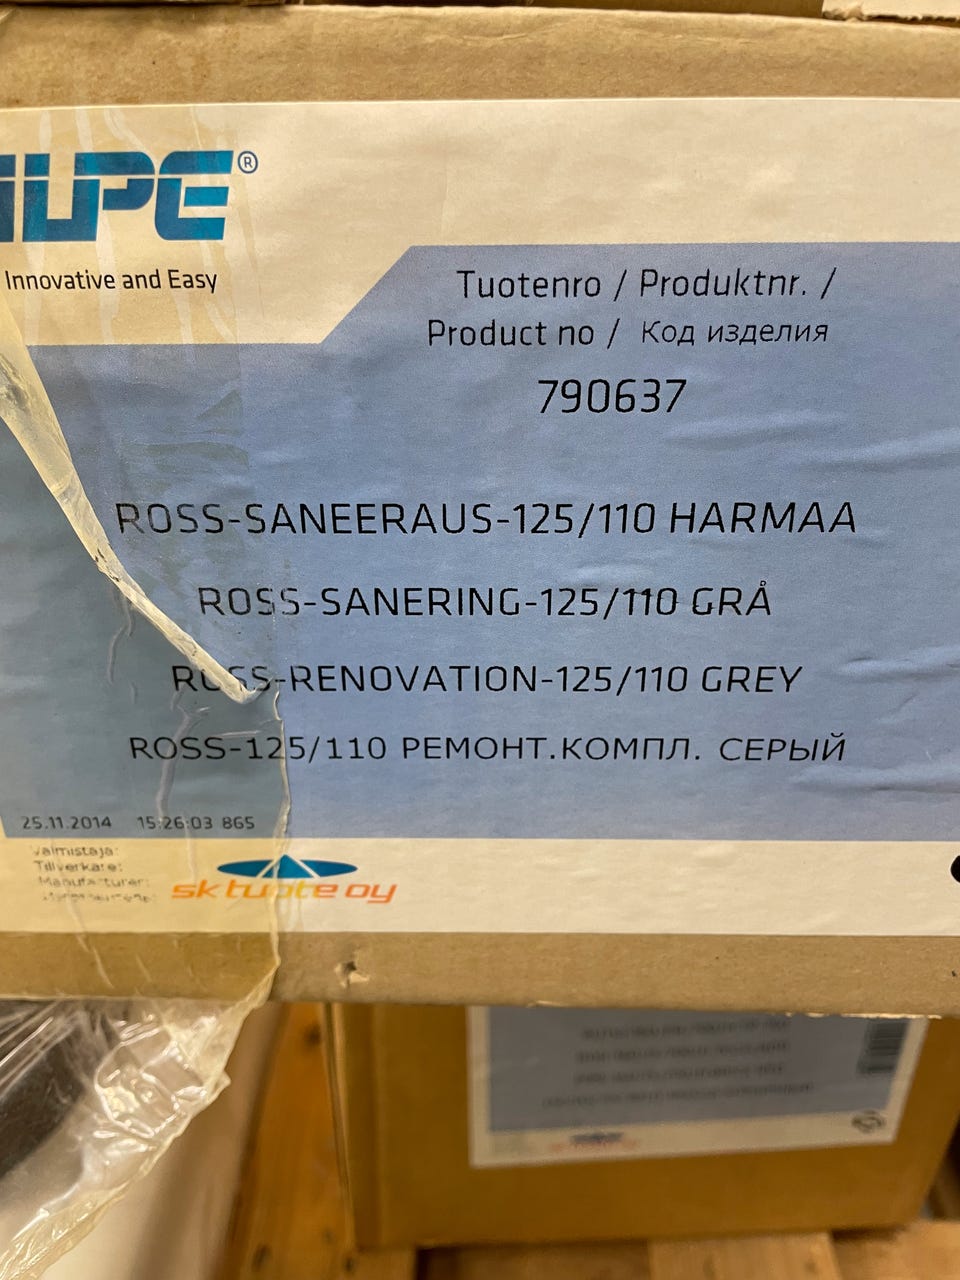 ILPE®
Innovative and Easy
Tuotenro / Produktnr. /
Product no / Код изделия
790637
ROSS-SANEERAUS-125/110 HARMAA
ROSS-SANERING-125/110 GRÅ
ROSS-RENOVATION-125/110 GREY
ROSS-125/110 РЕМОНТ.КОМПЛ. СЕРЫЙ
25.11.2014 15:26:03 865
Valmistaja:
Tillverkare:
Manufacturer:
sk tuote oy